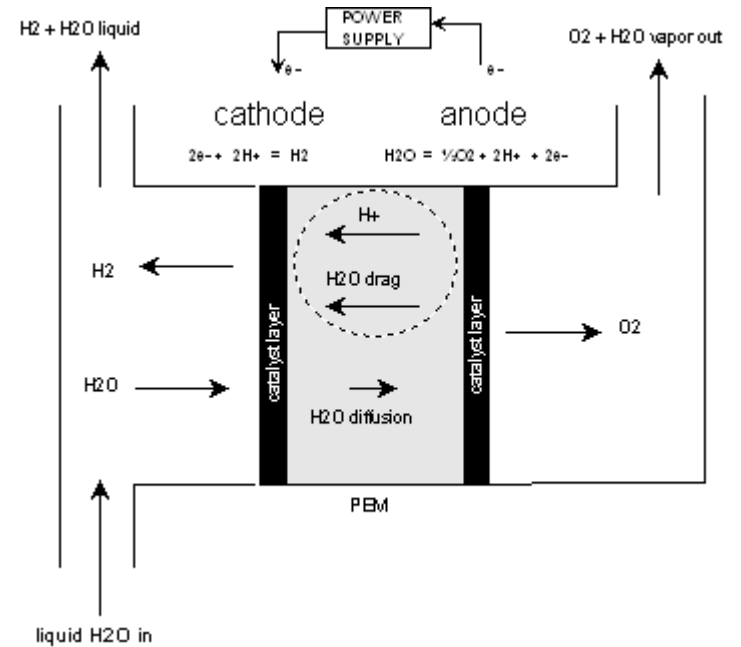 POWER
SUPPLY
H2 + H2O liquid
O2 + H2O vapor out
e-
e-
cathode
anode
2e- + 2H+ = H2
H2O = ½O2 + 2H+ + 2e-
H+
H2
H2O drag
catalyst layer
catalyst layer
O2
H2O
H2O diffusion
PEM
liquid H2O in